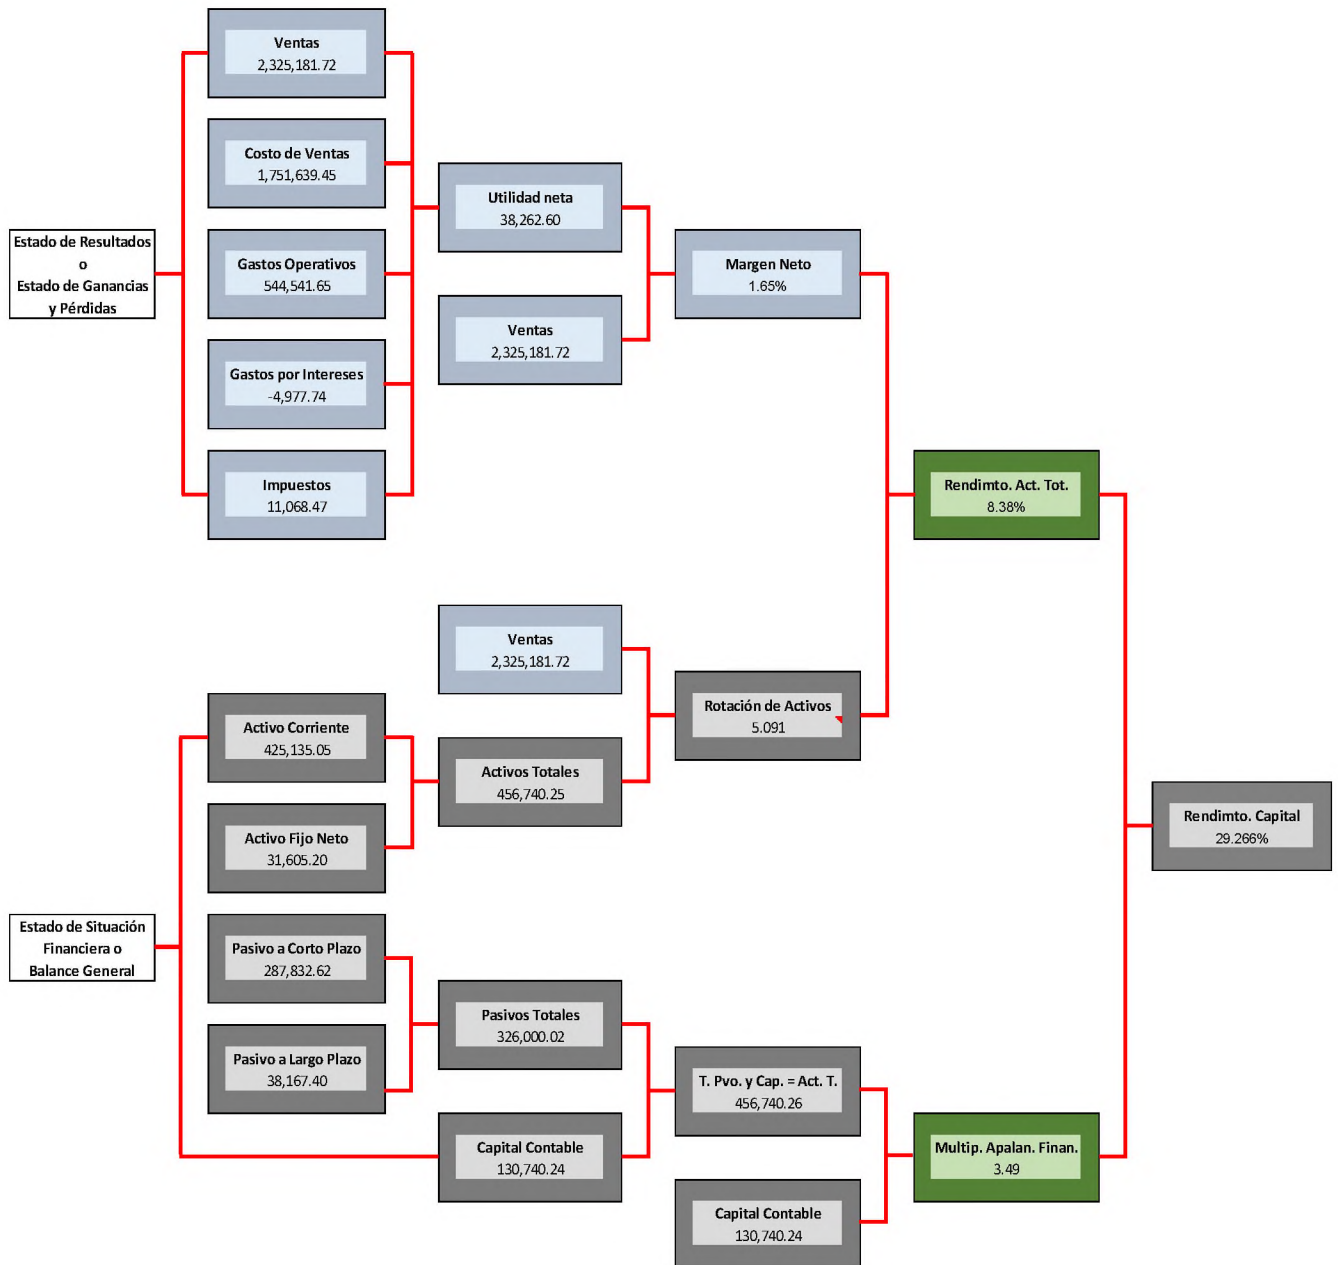 Ventas
2,325,181.72
Costo de Ventas
1,751,639.45
Utilidad neta
38,262.60
Estado de Resultados
o
Estado de Ganancias
y Pérdidas
Gastos Operativos
544,541.65
Margen Neto
1.65%
Ventas
2,325,181.72
Gastos por Intereses
-4,977.74
Impuestos
11,068.47
Rendimto. Act. Tot.
8.38%
Ventas
2,325,181.72
Rotación de Activos
5.091
Activo Corriente
425,135.05
Activos Totales
456,740.25
Activo Fijo Neto
31,605.20
Rendimto. Capital
29.266%
Estado de Situación
Financiera o
Balance General
Pasivo a Corto Plazo
287,832.62
Pasivos Totales
326,000.02
Pasivo a Largo Plazo
38,167.40
T. Pvo. y Cap. = Act. T.
456,740.26
Capital Contable
130,740.24
Multip. Apalan. Finan.
3.49
Capital Contable
130,740.24